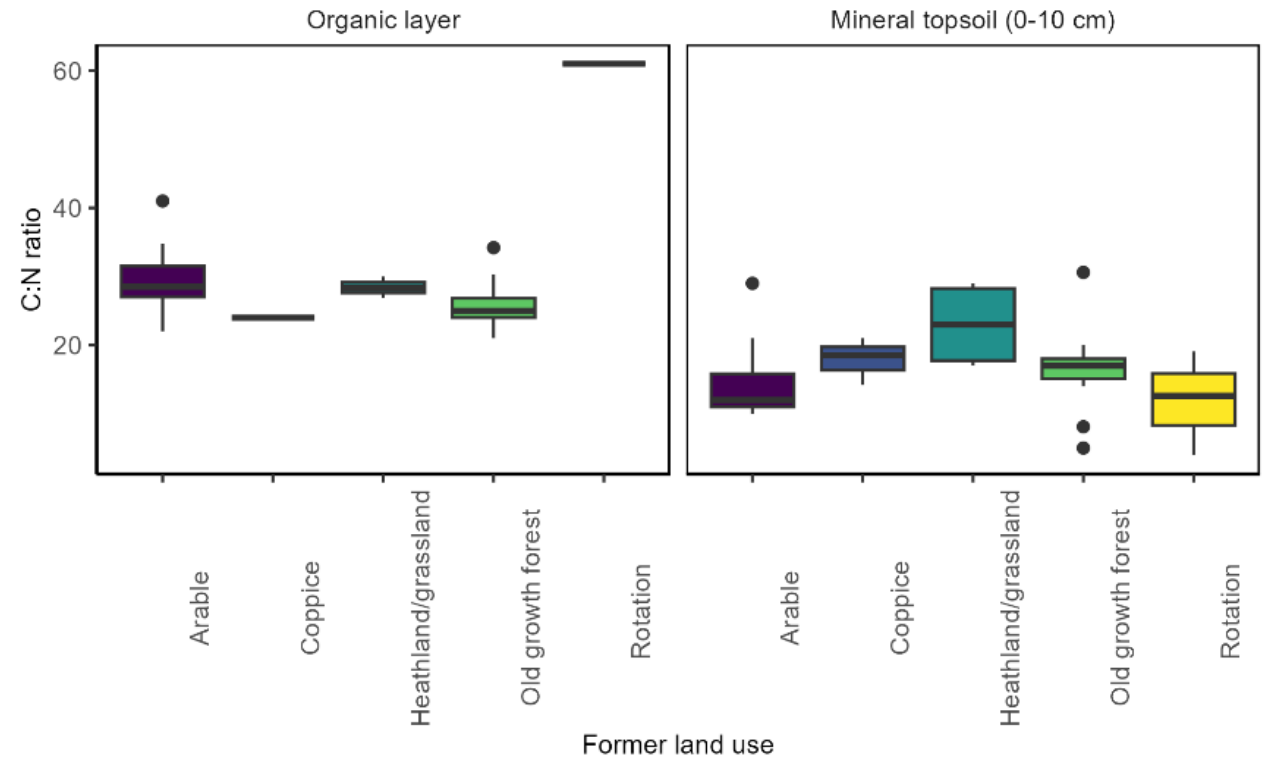 Organic layer
Mineral topsoil (0-10 cm)
C:N ratio
60
40
20
Arable
Coppice
Heathland/grassland
Old growth forest
Rotation
Arable
Coppice
Heathland/grassland
Old growth forest
Rotation
Former land use